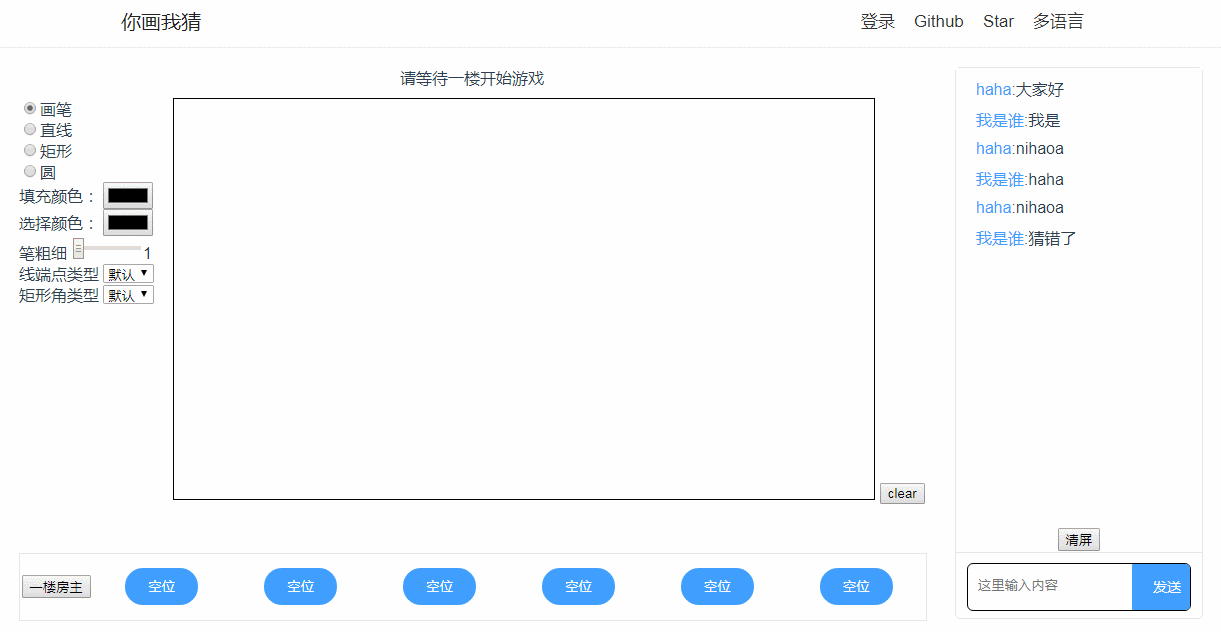 你画我猜
登录 Github Star 多语言
请等待一楼开始游戏
画笔
直线
矩形
圆
填充颜色：
选择颜色：
笔粗细 1
线端点类型 默认
矩形角类型 默认
clear
一楼房主 空位 空位 空位 空位 空位 空位
haha:大家好
我是谁:我是
haha:nihaoa
我是谁:haha
haha:nihaoa
我是谁:猜错了
清屏
这里输入内容 发送